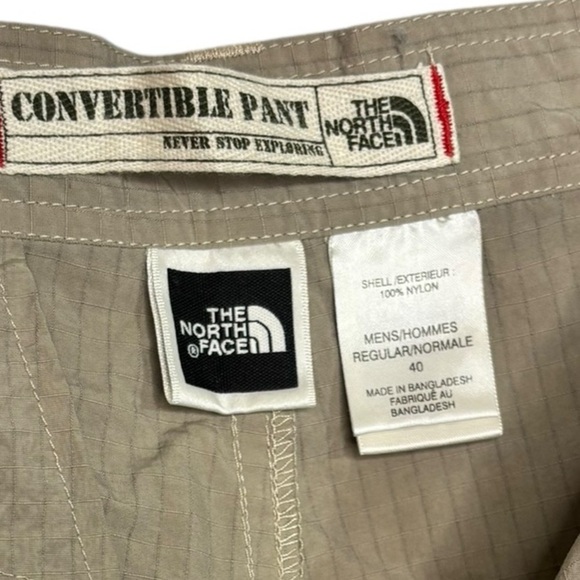 CONVERTIBLE PANT
NEVER STOP EXPLORING
THE
NORTH
FACE
THE
NORTH
® FACE
SHELL/EXTERIEUR:
100% NYLON
MENS/HOMMES
REGULAR/NORMALE
40
MADE IN BANGLADESH
FABRIQUÉ AU
BANGLADESH